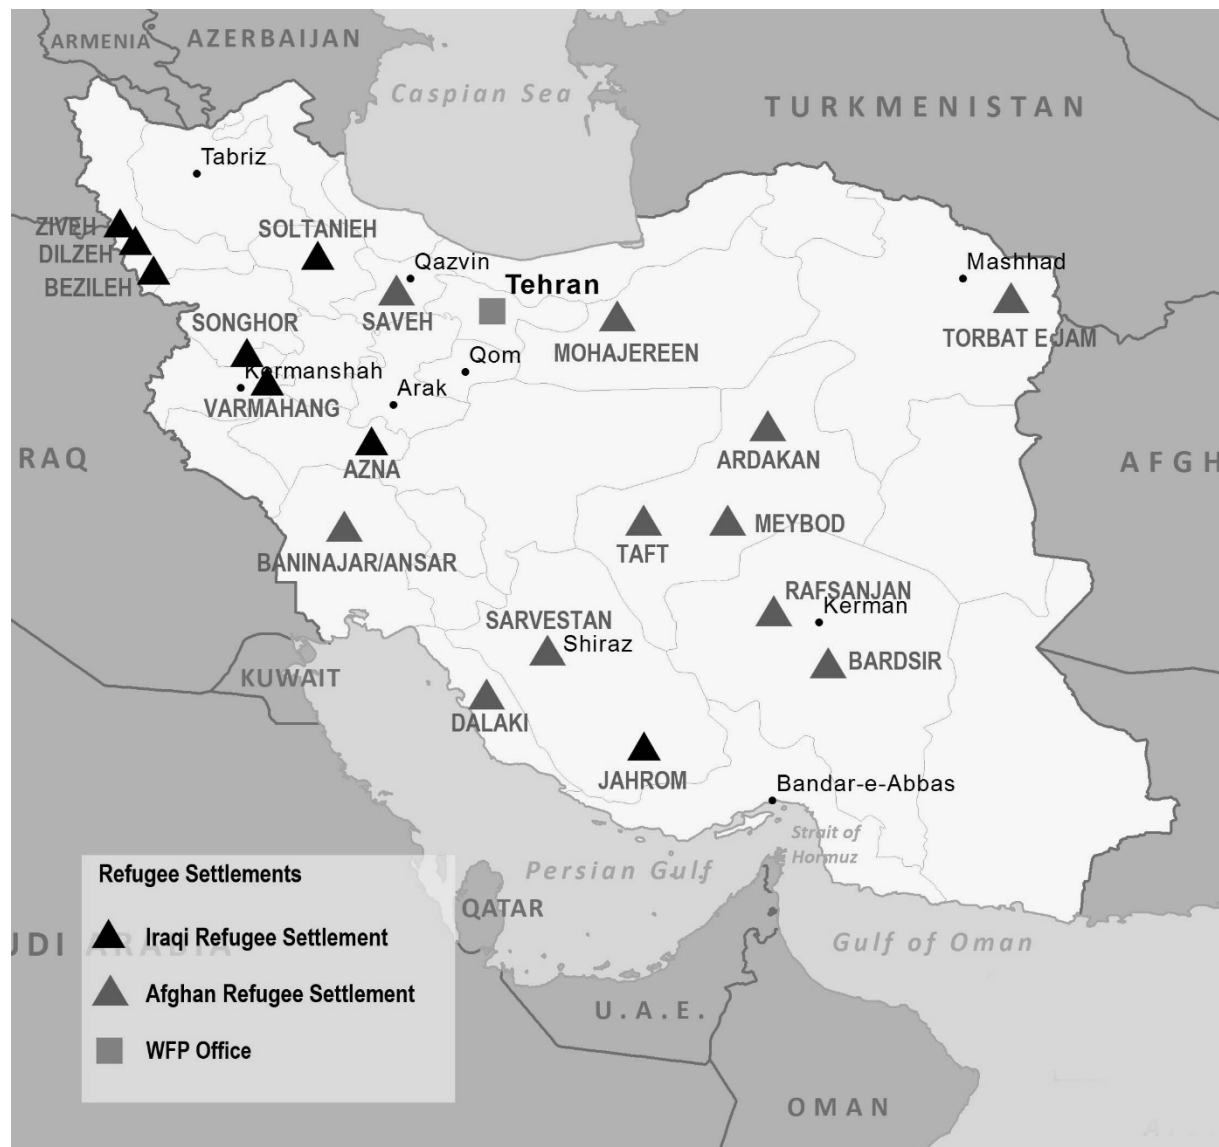 ARMENIA
AZERBAIJAN
Caspian Sea
TURKMENISTAN
Tabriz
ZIVEH
DILZEH
BEZILEH
SOLTANIEH
Qazvin
SAVEH
Tehran
Mashhad
TORBAT E JAM
MOHAJEREEN
SONGHOR
Kermanshah
VARMAHANG
Qom
Arak
AZNA
RAQ
AFGH
ARDAKAN
MEYBOD
TAFT
BANINAJAR/ANSAR
RAFSANJAN
Kerman
BARDSIR
SARVESTAN
Shiraz
KUWAIT
DALAKI
JAHROM
Bandar-e-Abbas
Strait of
Hormuz
Persian Gulf
QATAR
Gulf of Oman
UDI ARABIA
U.A.E.
OMAN
Refugee Settlements
Iraqi Refugee Settlement
Afghan Refugee Settlement
WFP Office